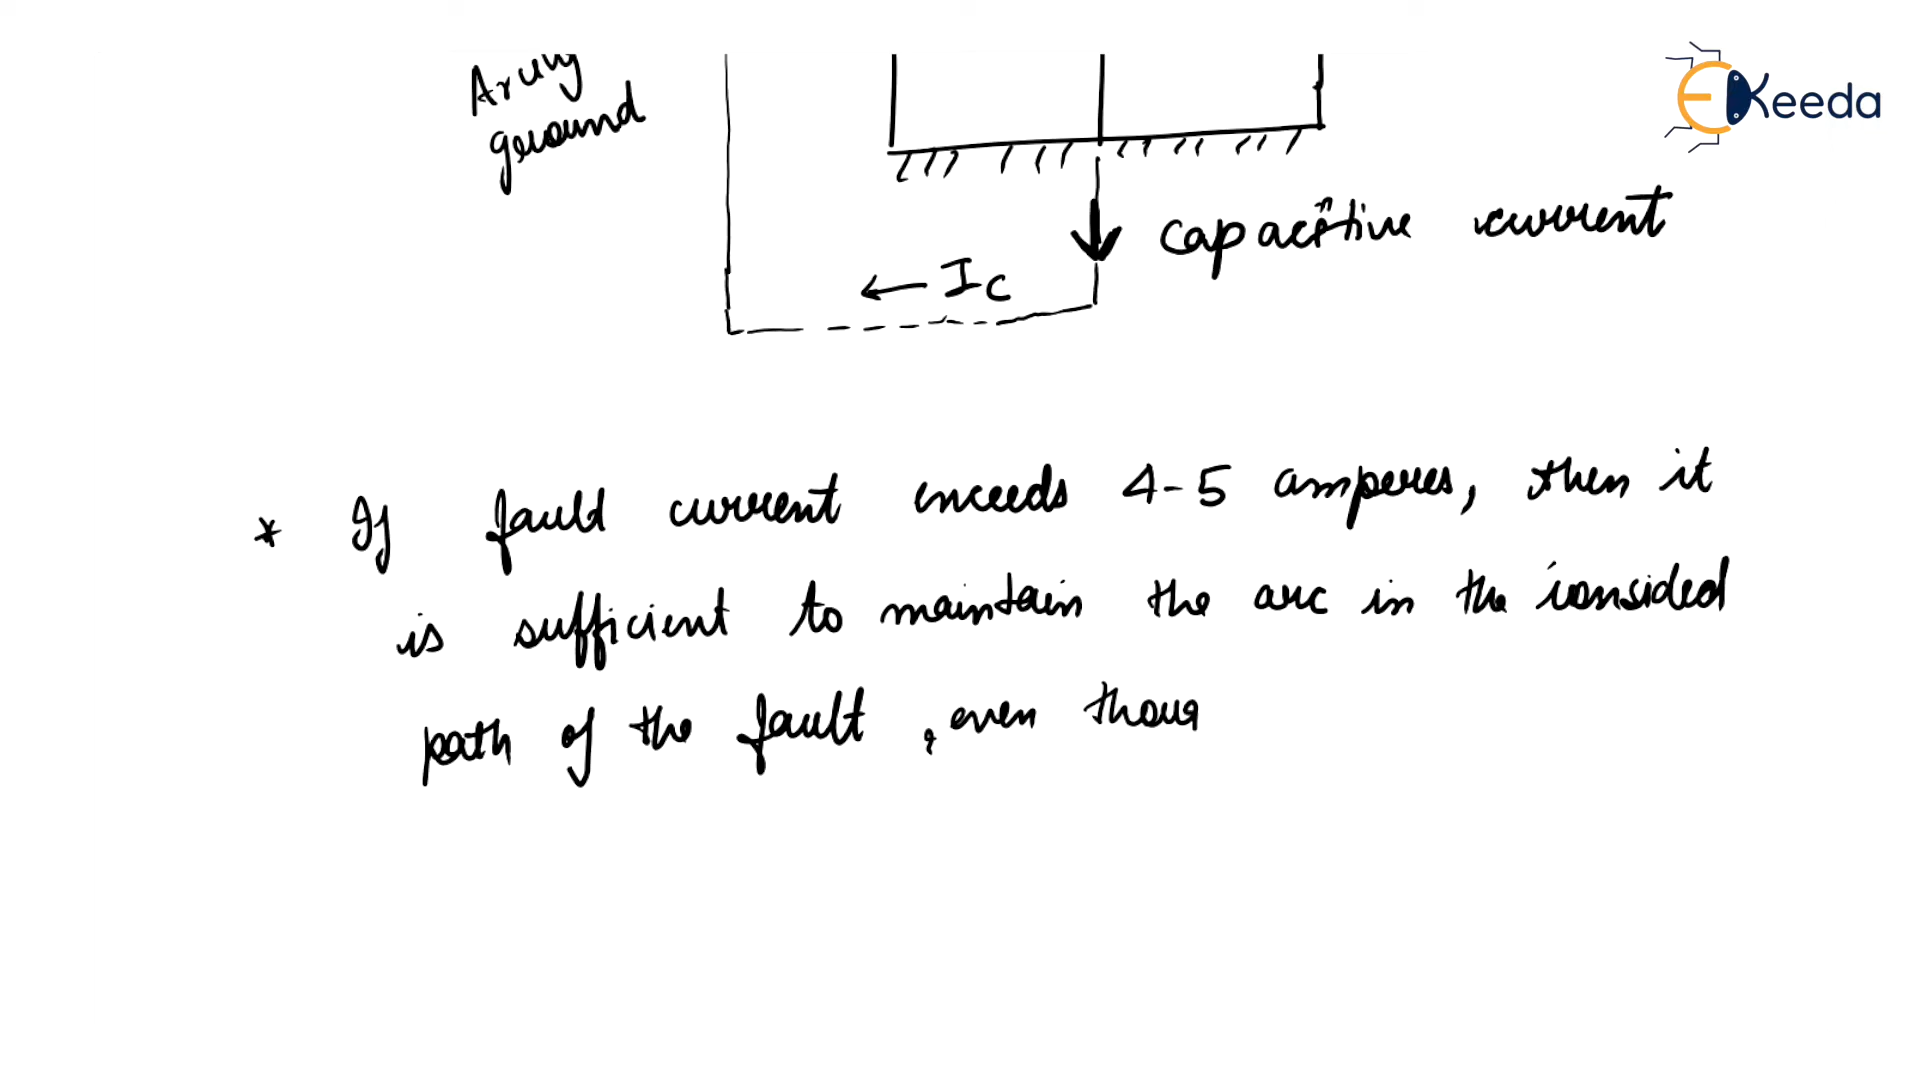 Arcing
ground
EKeeda
capacitive current
← Ic
* If fault current exceeds 4-5 amperes, then it
is sufficient to maintain the arc in the
path of the fault, even thoug